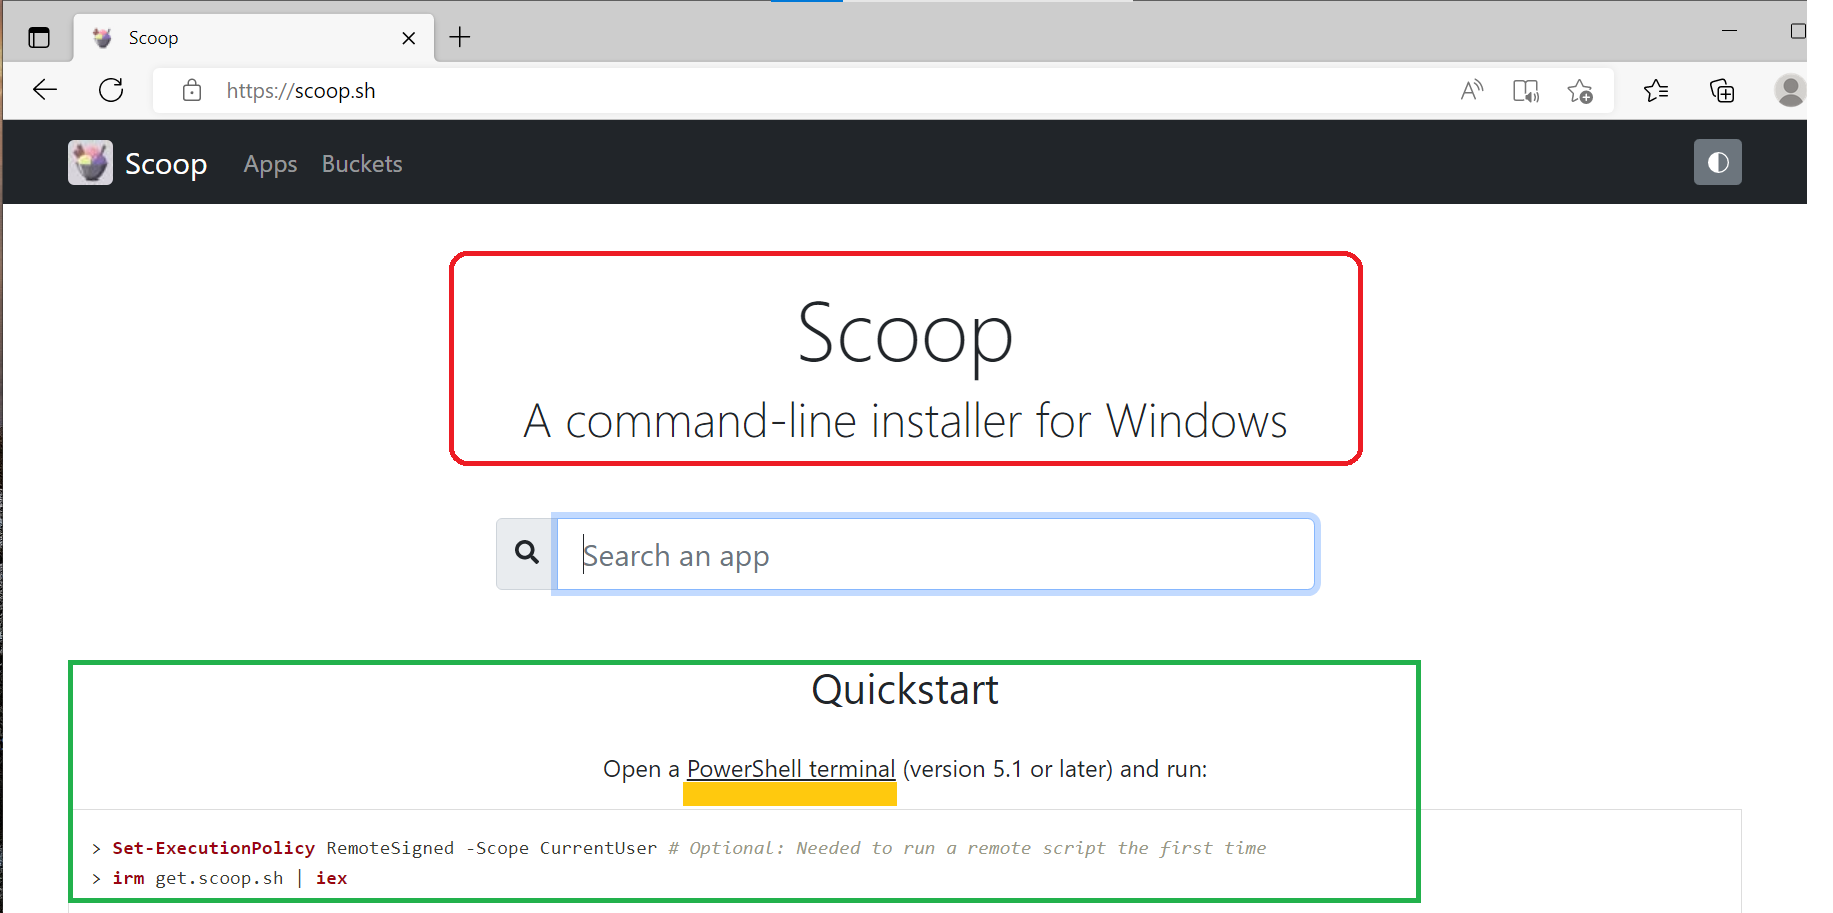 Scoop
https://scoop.sh
Scoop Apps Buckets
Scoop
A command-line installer for Windows
Search an app
Quickstart
Open a PowerShell terminal (version 5.1 or later) and run:
> Set-ExecutionPolicy RemoteSigned -Scope CurrentUser # Optional: Needed to run a remote script the first time
> irm get.scoop.sh | iex